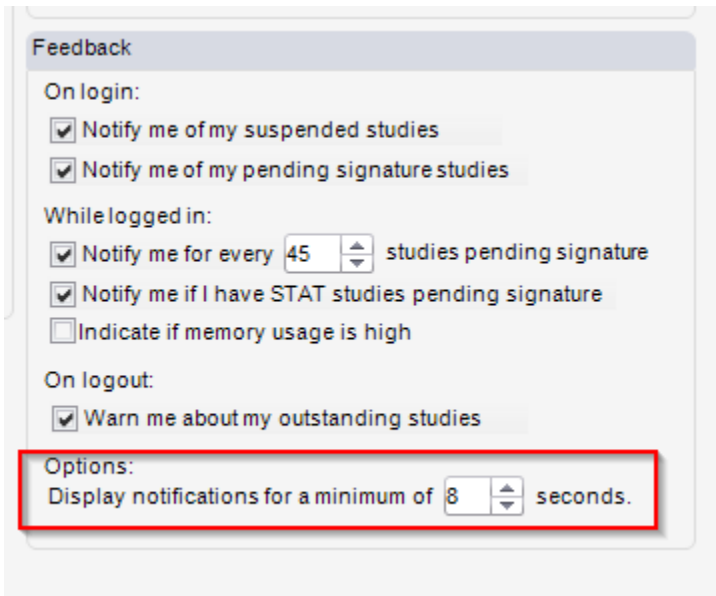 Feedback
On login:
Notify me of my suspended studies
Notify me of my pending signature studies
While logged in:
Notify me for every 45 studies pending signature
Notify me if I have STAT studies pending signature
Indicate if memory usage is high
On logout:
Warn me about my outstanding studies
Options:
Display notifications for a minimum of 8 seconds.